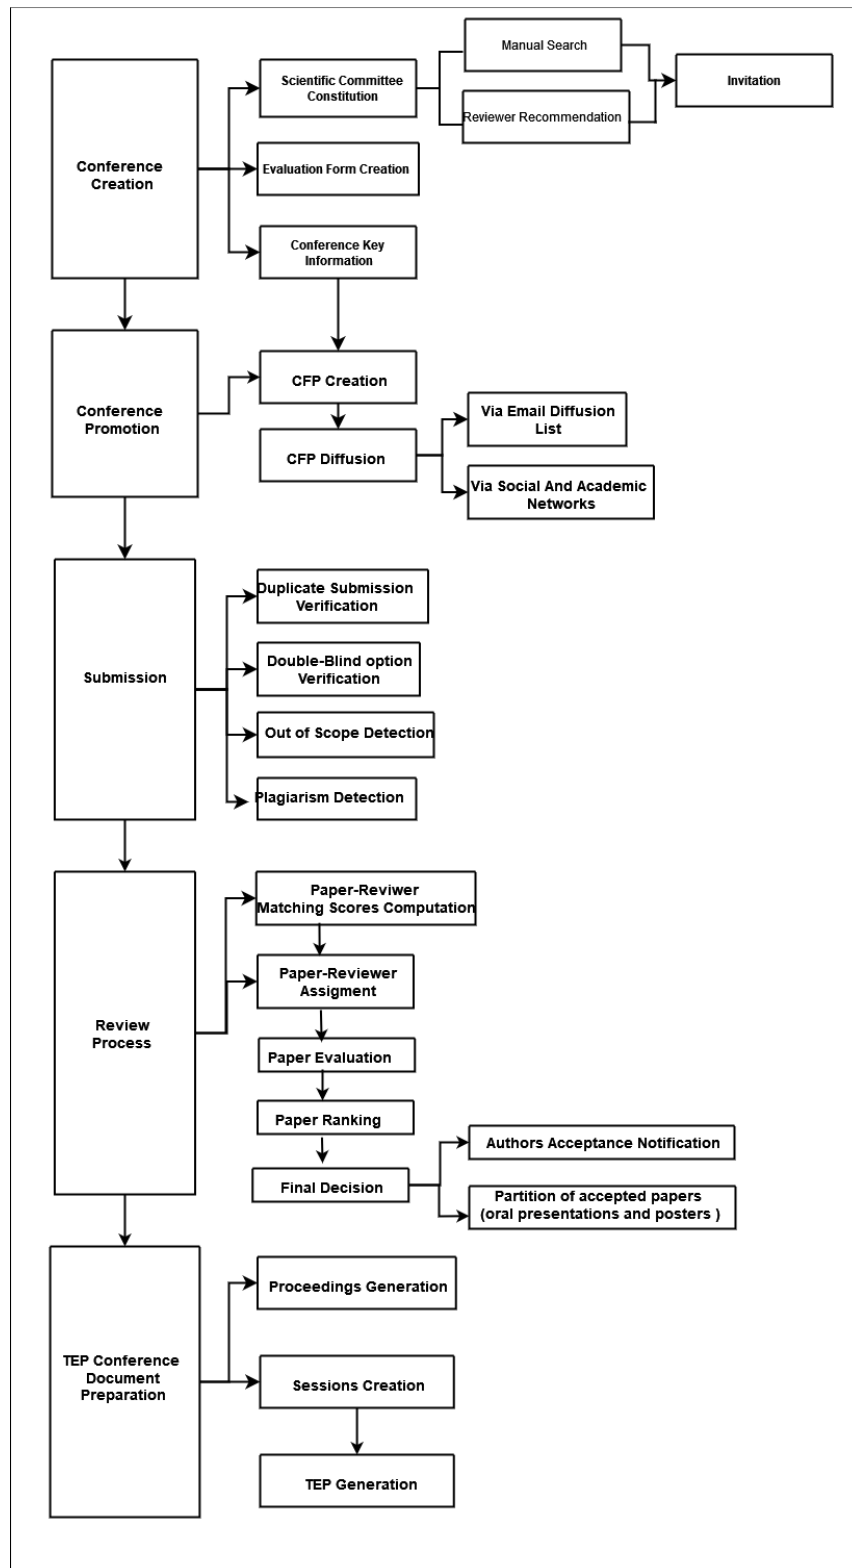 Conference
Creation
Scientific Committee
Constitution
Manual Search
Reviewer Recommendation
Invitation
Evaluation Form Creation
Conference Key
Information
Conference
Promotion
CFP Creation
CFP Diffusion
Via Email Diffusion
List
Via Social And Academic
Networks
Submission
Duplicate Submission
Verification
Double-Blind option
Verification
Out of Scope Detection
Plagiarism Detection
Review
Process
Paper-Reviwer
Matching Scores Computation
Paper-Reviewer
Assigment
Paper Evaluation
Paper Ranking
Final Decision
Authors Acceptance Notification
Partition of accepted papers
(oral presentations and posters )
TEP Conference
Document
Preparation
Proceedings Generation
Sessions Creation
TEP Generation